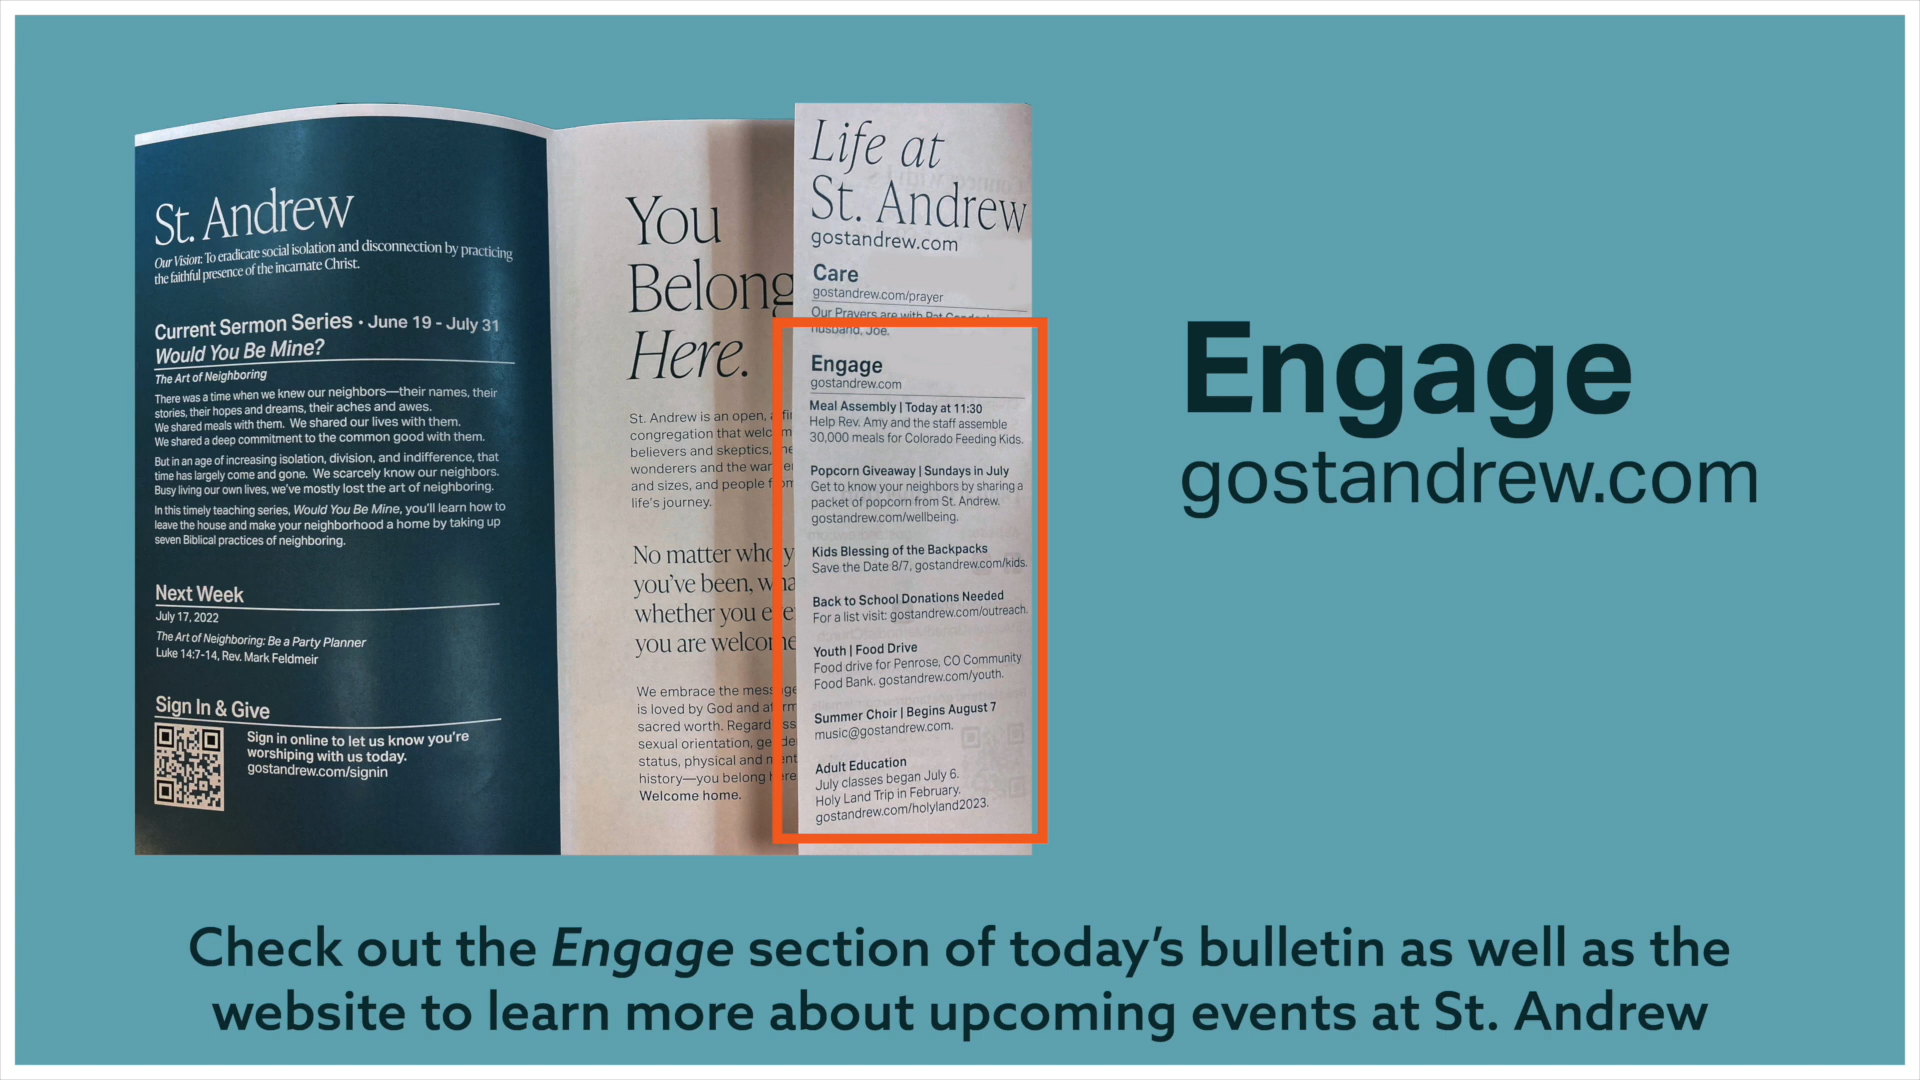 St. Andrew
Our Vision: To eradicate social isolation and disconnection by practicing
the faithful presence of the incarnate Christ.
Current Sermon Series • June 19 - July 31
Would You Be Mine?
The Art of Neighboring
There was a time when we knew our neighbors—their names, their
stories, their hopes and dreams, their aches and awes.
We shared meals with them. We shared our lives with them.
We shared a deep commitment to the common good with them.
But in an age of increasing isolation, division, and indifference, that
time has largely come and gone. We scarcely know our neighbors.
Busy living our own lives, we've mostly lost the art of neighboring.
In this timely teaching series, Would You Be Mine, you'll learn how to
leave the house and make your neighborhood a home by taking up
seven Biblical practices of neighboring.
Next Week
July 17, 2022
The Art of Neighboring: Be a Party Planner
Luke 14:7-14, Rev. Mark Feldmeir
Sign In & Give
Sign in online to let us know you're
worshiping with us today.
gostandrew.com/signin
You
Belong
Here.
St. Andrew is an open,
congregation that
believers and skeptics,
wonderers and the
and sizes, and people
life's journey.
No matter who
you've been,
whether you
you are
We embrace the
is loved by God and
sacred worth.
sexual orientation,
status, physical and
history—you belong
Welcome home.
Life at
St. Andrew
gostandrew.com
Care
gostandrew.com/prayer
Our Prayers are with Pat
husband, Joe.
Engage
gostandrew.com
Meal Assembly | Today at 11:30
Help Rev. Amy and the staff assemble
30,000 meals for Colorado Feeding Kids.
Popcorn Giveaway | Sundays in July
Get to know your neighbors by sharing a
packet of popcorn from St. Andrew.
gostandrew.com/wellbeing.
Kids Blessing of the Backpacks
Save the Date 8/7, gostandrew.com/kids.
Back to School Donations Needed
For a list visit: gostandrew.com/outreach.
Youth | Food Drive
Food drive for Penrose, CO Community
Food Bank. gostandrew.com/youth.
Summer Choir | Begins August 7
music@gostandrew.com.
Adult Education
July classes began July 6.
Holy Land Trip in February.
gostandrew.com/holyland2023.
Engage
gostandrew.com
Check out the Engage section of today's bulletin as well as the
website to learn more about upcoming events at St. Andrew